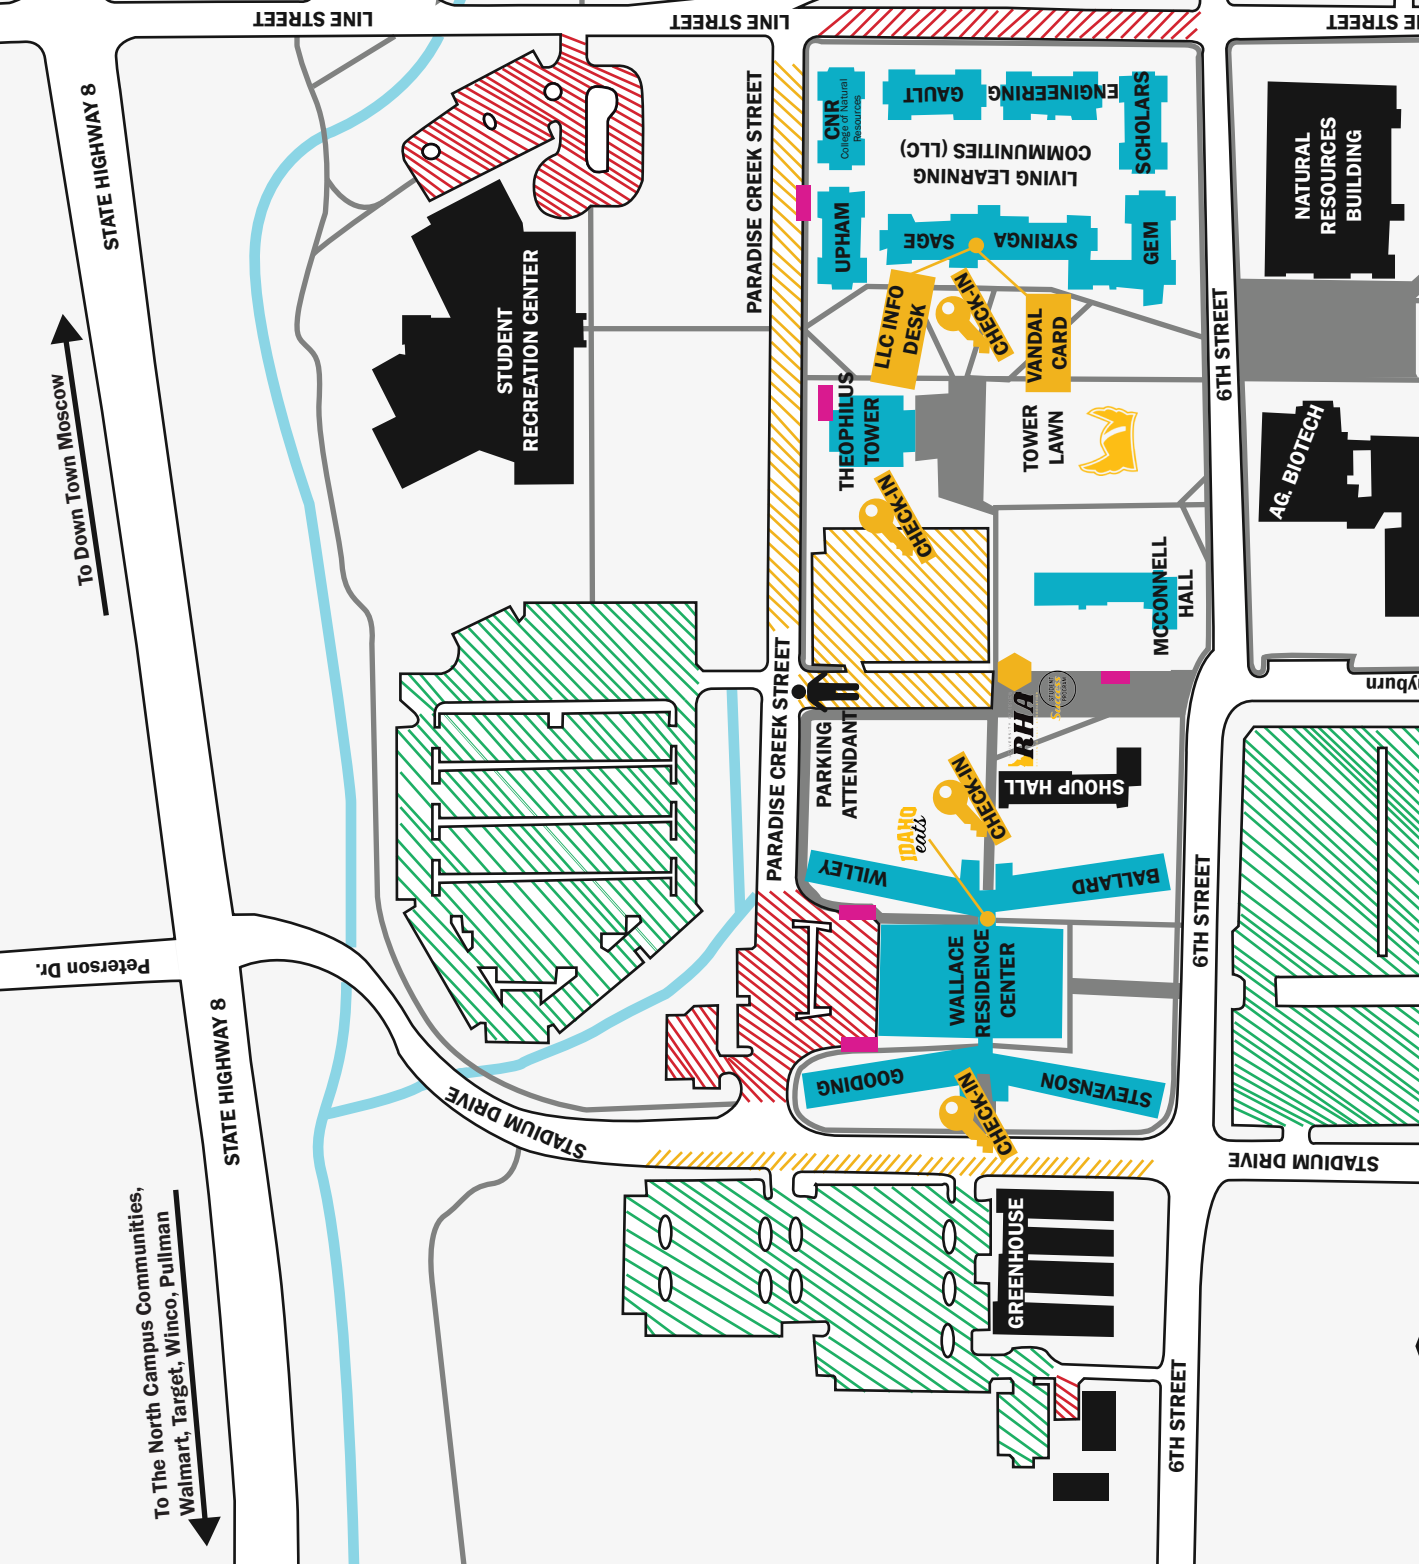 LINE STREET
LINE STREET
LINE STREET
LINE STREET
STATE HIGHWAY 8
To Down Town Moscow
STUDENT
RECREATION CENTER
PARADISE CREEK STREET
CNR
College of Natural
Resources
GAULT
ENGINEERING
SCHOLARS
LIVING LEARNING
COMMUNITIES (LLC)
UPHAM
SAGE
SYRINGA
GEM
NATURAL
RESOURCES
BUILDING
LLC INFO
DESK
CHECK-IN
VANDAL
CARD
6TH STREET
THEOPHILUS
TOWER
TOWER
LAWN
AG. BIOTECH
CHECK-IN
MCCONNELL
HALL
PARADISE CREEK STREET
PARKING
ATTENDANT
RHA
Success
SHOUP HALL
CHECK-IN
IDAHO
eats
WILLEY
BALLARD
6TH STREET
WALLACE
RESIDENCE
CENTER
GOODING
STEVENSON
CHECK-IN
Peterson Dr.
STATE HIGHWAY 8
STADIUM DRIVE
STADIUM DRIVE
GREENHOUSE
6TH STREET
To The North Campus Communities,
Walmart, Target, Winco, Pullman